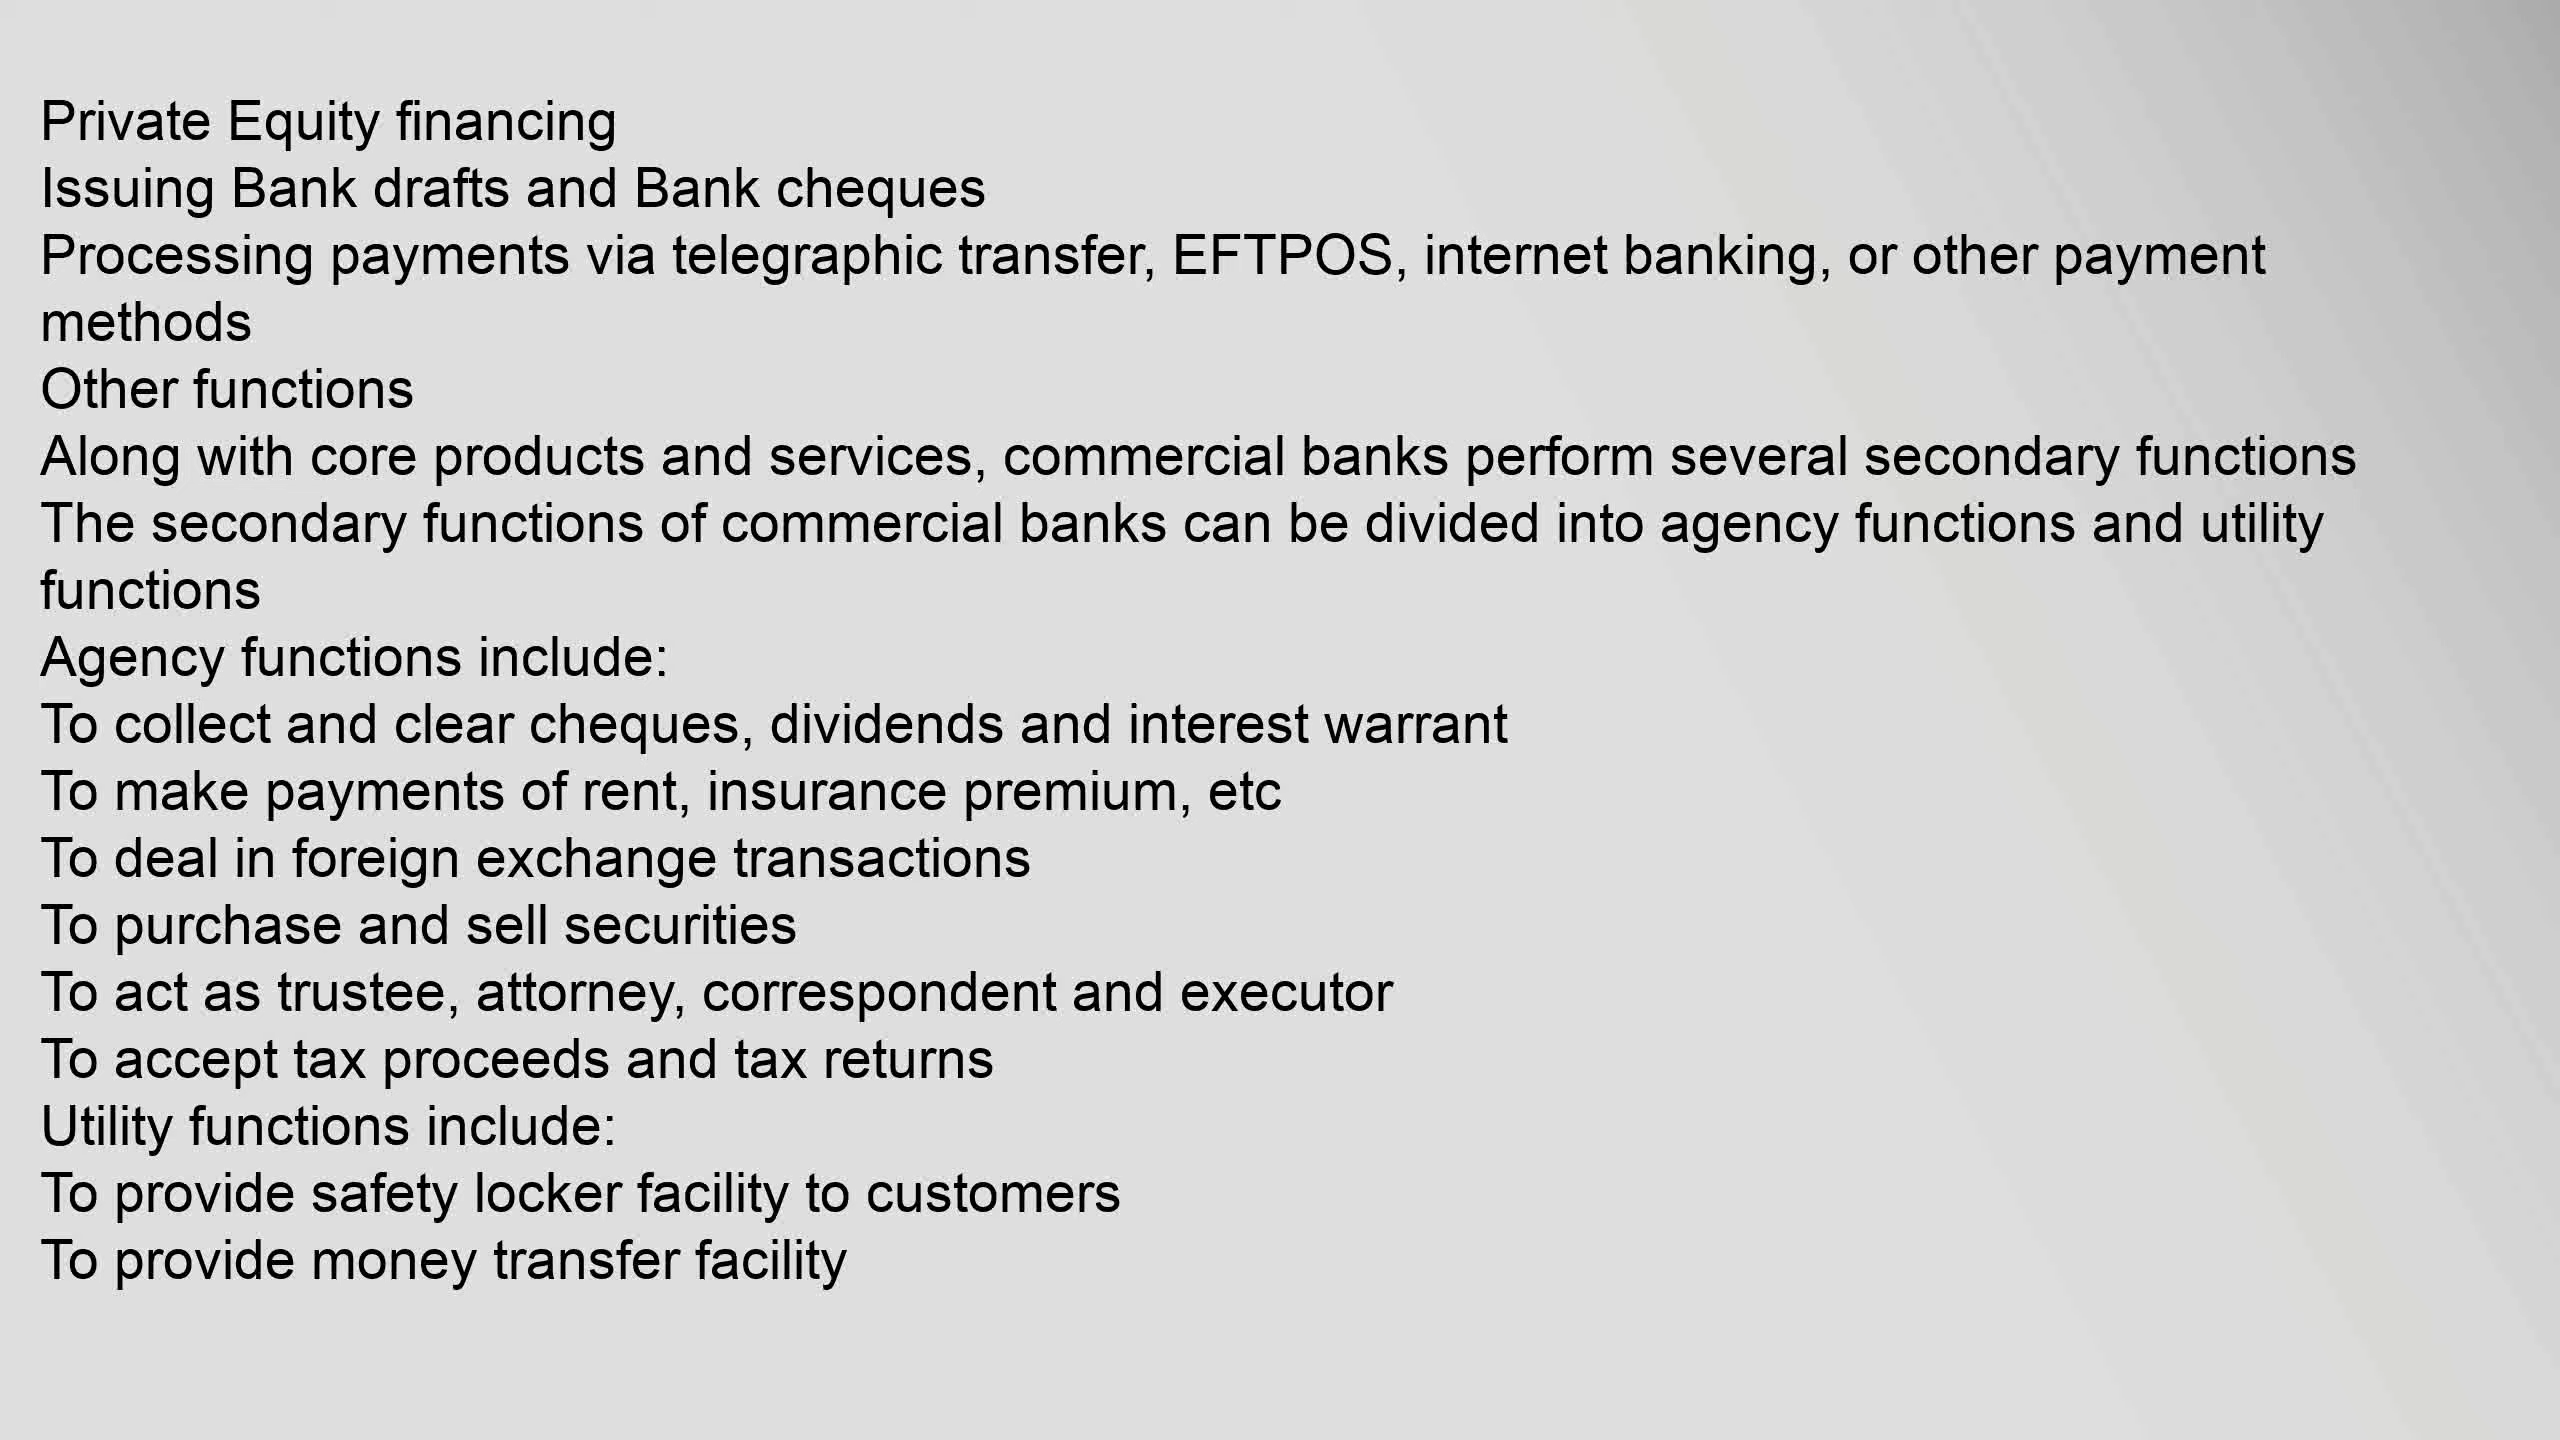 Private Equity financing
Issuing Bank drafts and Bank cheques
Processing payments via telegraphic transfer, EFTPOS, internet banking, or other payment
methods
Other functions
Along with core products and services, commercial banks perform several secondary functions
The secondary functions of commercial banks can be divided into agency functions and utility
functions
Agency functions include:
To collect and clear cheques, dividends and interest warrant
To make payments of rent, insurance premium, etc
To deal in foreign exchange transactions
To purchase and sell securities
To act as trustee, attorney, correspondent and executor
To accept tax proceeds and tax returns
Utility functions include:
To provide safety locker facility to customers
To provide money transfer facility